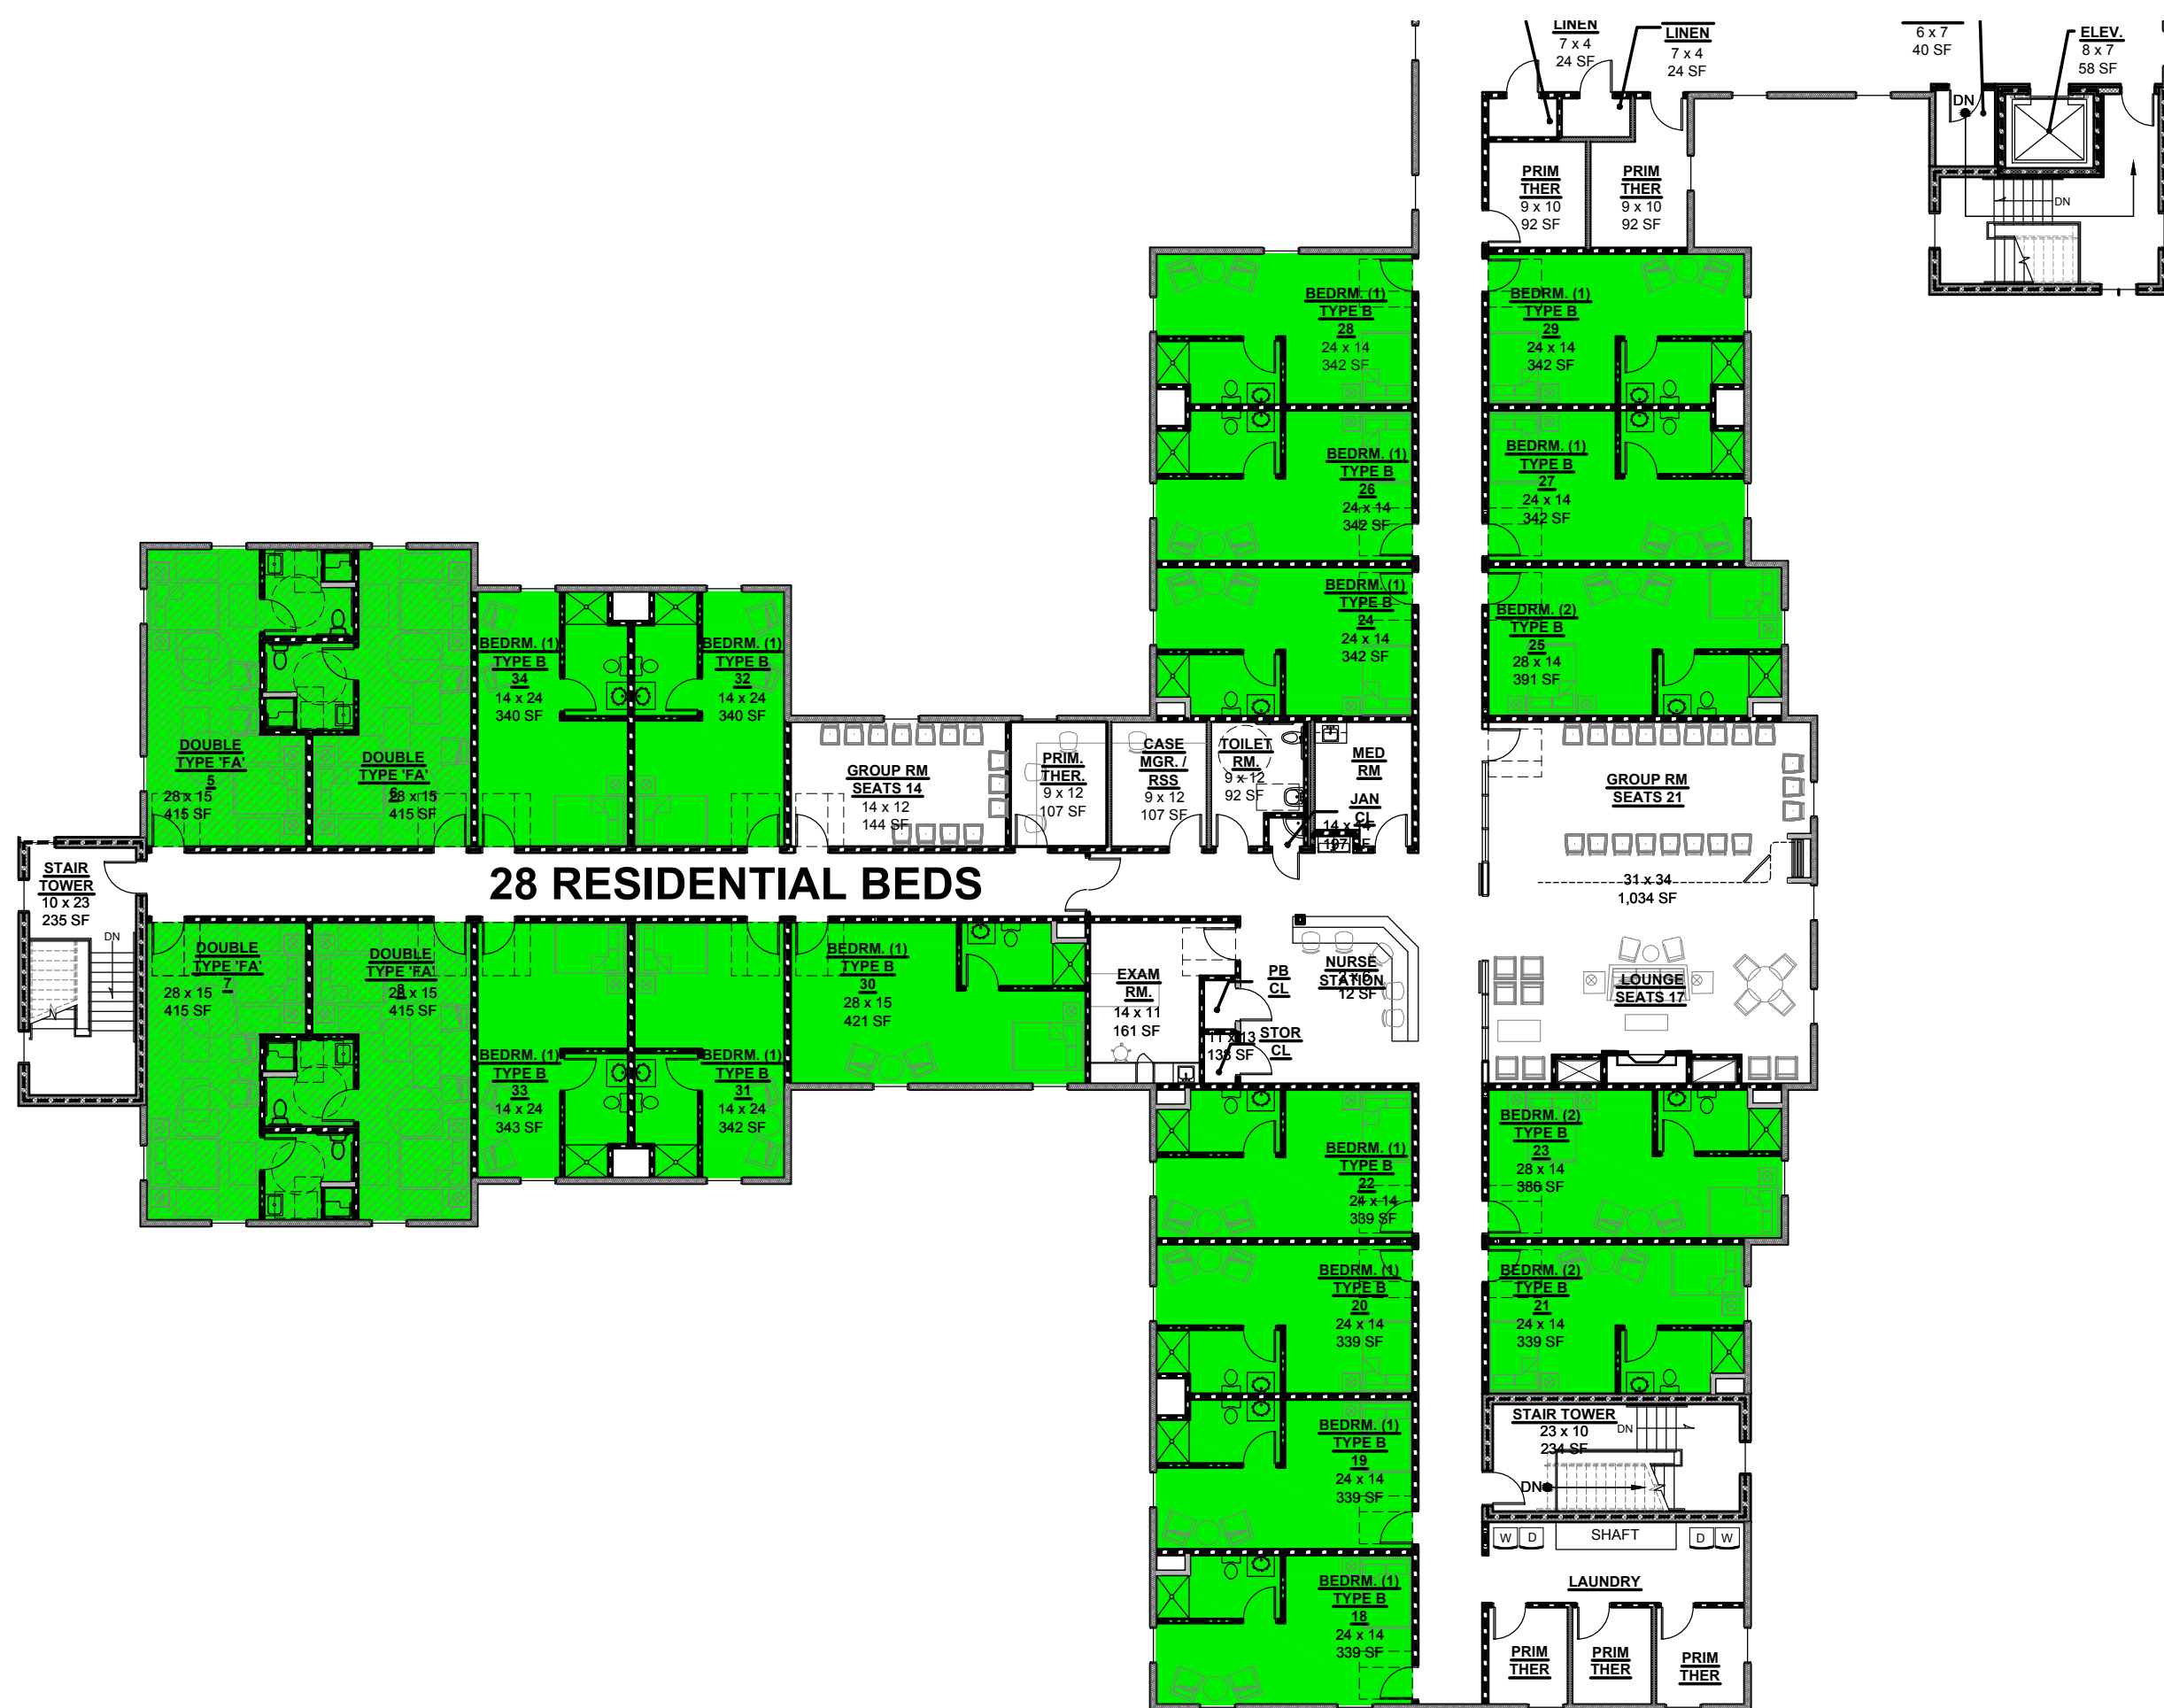 LINEN
7 x 4
24 SF
LINEN
7 x 4
24 SF
6 x 7
40 SF
ELEV.
8 x 7
58 SF
DN
DN
PRIM
THER
9 x 10
92 SF
PRIM
THER
9 x 10
92 SF
BEDRM. (1)
TYPE B
28
24 x 14
342 SF
BEDRM. (1)
TYPE B
29
24 x 14
342 SF
BEDRM. (1)
TYPE B
26
24 x 14
342 SF
BEDRM. (1)
TYPE B
27
24 x 14
342 SF
BEDRM. (1)
TYPE B
24
24 x 14
342 SF
BEDRM. (2)
TYPE B
25
28 x 14
391 SF
DOUBLE
TYPE 'FA'
5
28 x 15
415 SF
DOUBLE
TYPE 'FA'
6
28 x 15
415 SF
BEDRM. (1)
TYPE B
34
14 x 24
340 SF
BEDRM. (1)
TYPE B
32
14 x 24
340 SF
GROUP RM
SEATS 14
14 x 12
144 SF
PRIM.
THER.
9 x 12
107 SF
CASE
MGR. /
RSS
9 x 12
107 SF
TOILET
RM.
9 x 12
92 SF
MED
RM
JAN
CL
14 x 14
197 SF
GROUP RM
SEATS 21
31 x 34
1,034 SF
28 RESIDENTIAL BEDS
STAIR
TOWER
10 x 23
235 SF
DN
DOUBLE
TYPE 'FA'
7
28 x 15
415 SF
DOUBLE
TYPE 'FA'
8
28 x 15
415 SF
BEDRM. (1)
TYPE B
33
14 x 24
343 SF
BEDRM. (1)
TYPE B
31
14 x 24
342 SF
BEDRM. (1)
TYPE B
30
28 x 15
421 SF
EXAM
RM.
14 x 11
161 SF
PB
CL
STOR
CL
11 x 13
NURSE
STATION
12 SF
LOUNGE
SEATS 17
BEDRM. (1)
TYPE B
22
24 x 14
339 SF
BEDRM. (2)
TYPE B
23
28 x 14
386 SF
BEDRM. (1)
TYPE B
20
24 x 14
339 SF
BEDRM. (2)
TYPE B
21
24 x 14
339 SF
BEDRM. (1)
TYPE B
19
24 x 14
339 SF
STAIR TOWER
23 x 10
234 SF
DN
DN
W
D
SHAFT
D
W
LAUNDRY
BEDRM. (1)
TYPE B
18
24 x 14
339 SF
PRIM
THER
PRIM
THER
PRIM
THER